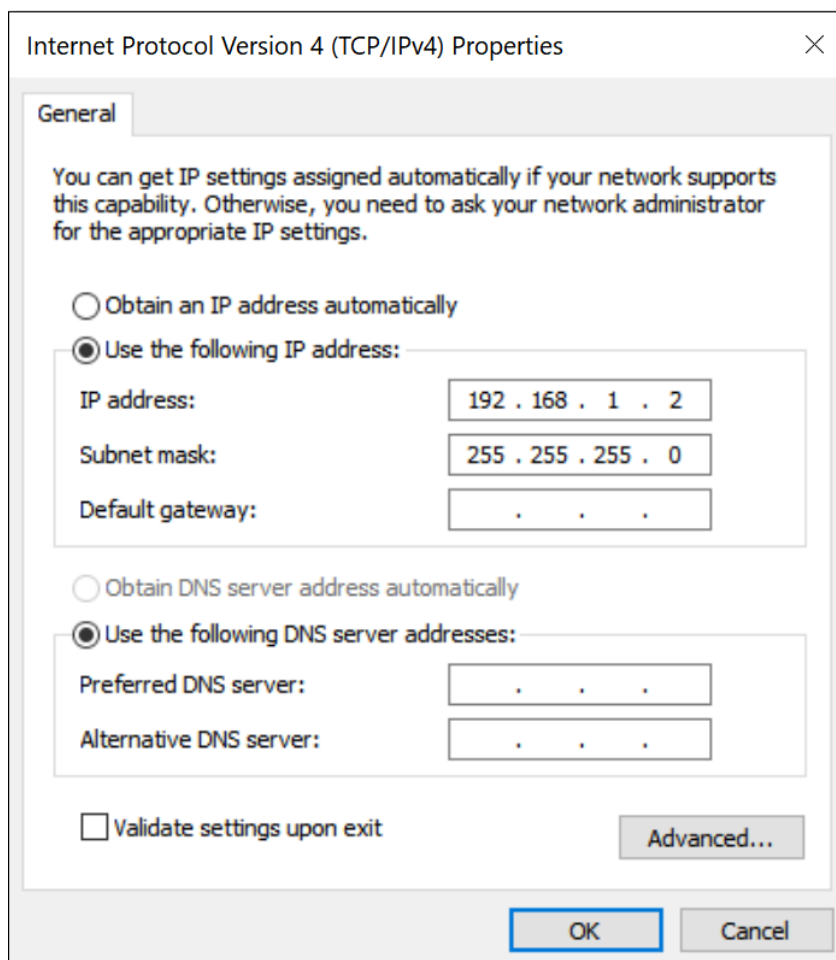 Internet Protocol Version 4 (TCP/IPv4) Properties
General
You can get IP settings assigned automatically if your network supports
this capability. Otherwise, you need to ask your network administrator
for the appropriate IP settings.
Obtain an IP address automatically
Use the following IP address:
IP address: 192 . 168 . 1 . 2
Subnet mask: 255 . 255 . 255 . 0
Default gateway: . . .
Obtain DNS server address automatically
Use the following DNS server addresses:
Preferred DNS server: . . .
Alternative DNS server: . . .
Validate settings upon exit
Advanced...
OK Cancel